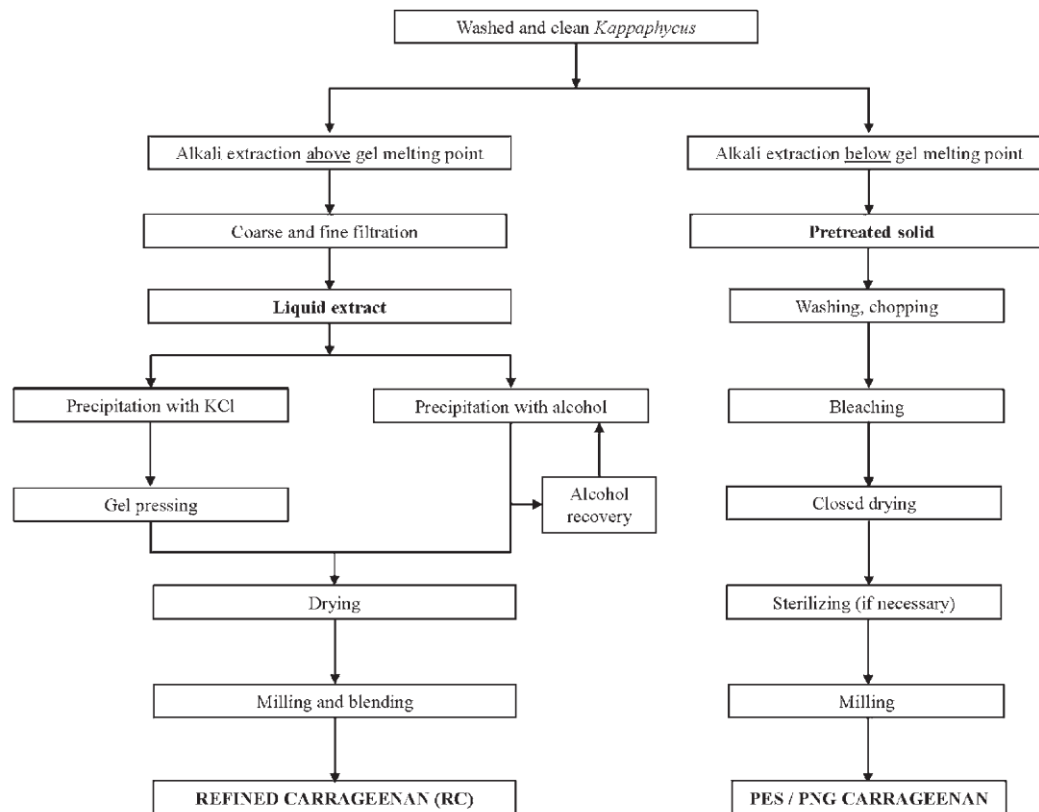 Washed and clean Kappaphycus
Alkali extraction above gel melting point
Alkali extraction below gel melting point
Coarse and fine filtration
Pretreated solid
Liquid extract
Washing, chopping
Precipitation with KCl
Precipitation with alcohol
Bleaching
Gel pressing
Alcohol
recovery
Closed drying
Drying
Sterilizing (if necessary)
Milling and blending
Milling
REFINED CARRAGEENAN (RC)
PES / PNG CARRAGEENAN